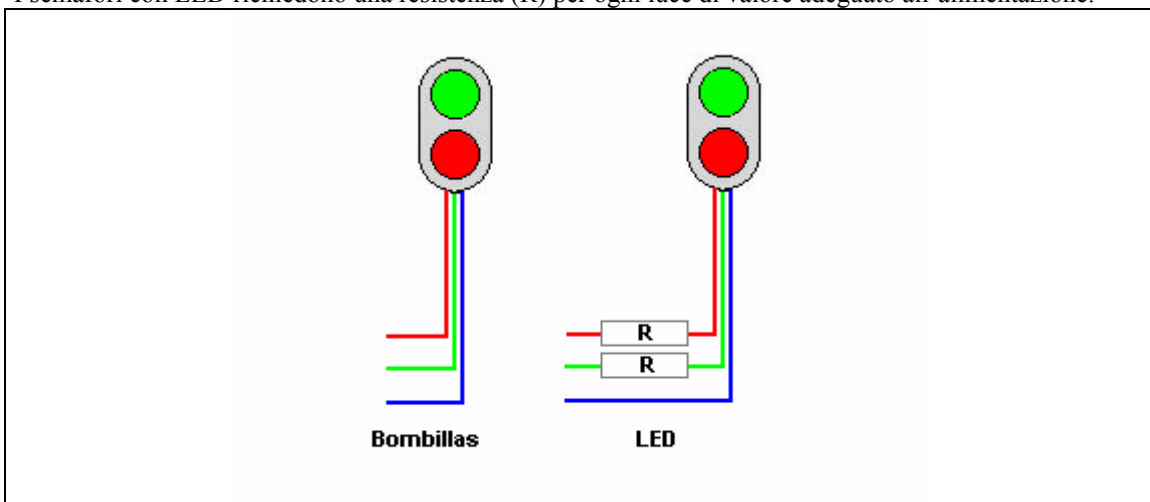 I semafori con LED richiedono una resistenza (R) per ogni luce di valore adeguato all'alimentazione.
R
R
Bombillas
LED